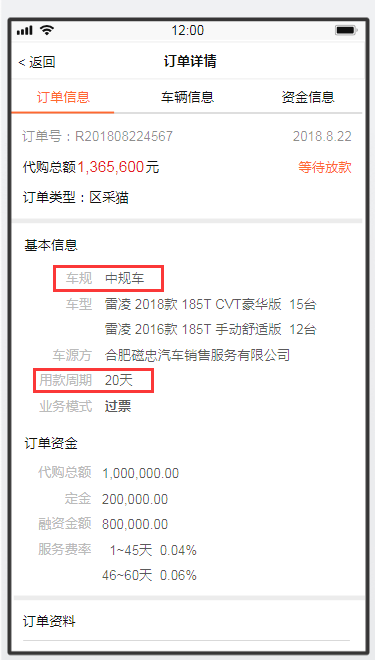 12:00
< 返回 订单详情
订单信息 车辆信息 资金信息
订单号：R201808224567 2018.8.22
代购总额1,365,600元 等待放款
订单类型：区采猫
基本信息
车规 中规车
车型 雷凌 2018款 185T CVT豪华版 15台
雷凌 2016款 185T 手动舒适版 12台
车源方 合肥磁忠汽车销售服务有限公司
用款周期 20天
业务模式 过票
订单资金
代购总额 1,000,000.00
定金 200,000.00
融资金额 800,000.00
服务费率 1~45天 0.04%
46~60天 0.06%
订单资料